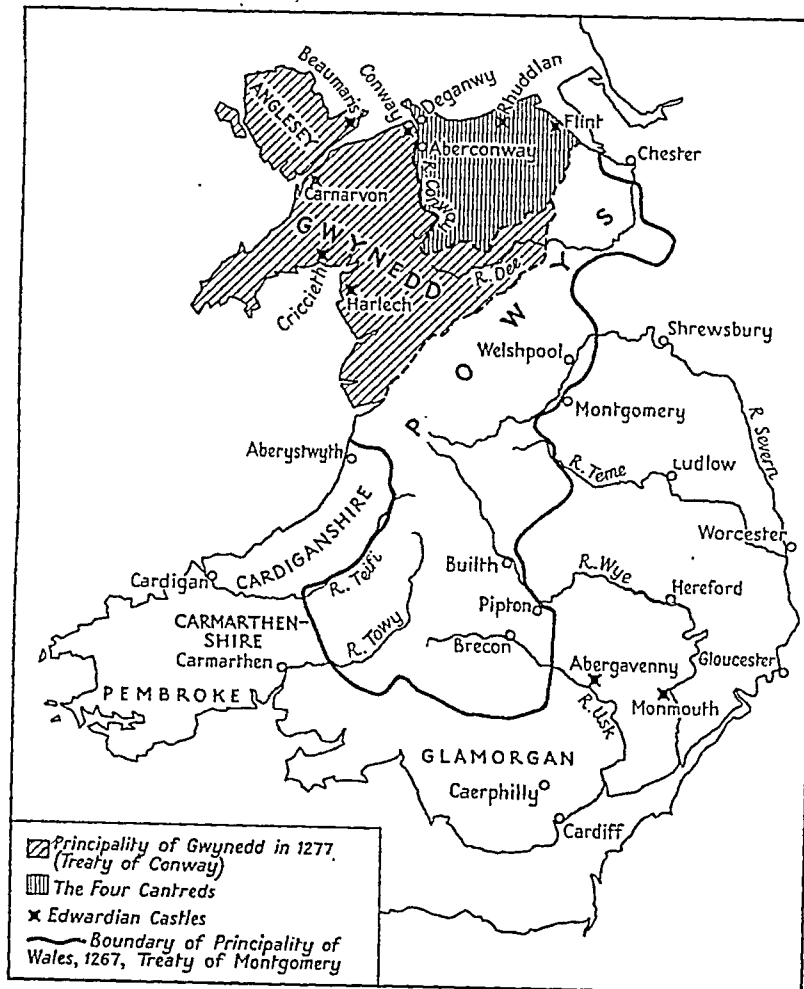 Beaumaris
Conway
Deganwy
Rhuddlan
Flint
ANGLESEY
Aberconway
Chester
R. Conway
Carnarvon
GWYNEDD
R. Dee
Criccieth
Harlech
POWYS
Shrewsbury
Welshpool
Montgomery
R. Severn
Aberystwyth
R. Teme
Ludlow
CARDIGANSHIRE
Worcester
Cardigan
R. Teifi
Builth
R. Wye
Hereford
Pipton
CARMARTHEN-
SHIRE
R. Towy
Brecon
Carmarthen
Abergavenny
Gloucester
PEMBROKE
Monmouth
R. Usk
GLAMORGAN
Caerphilly
Cardiff
Principality of Gwynedd in 1277
(Treaty of Conway)
The Four Cantreds
Edwardian Castles
Boundary of Principality of
Wales, 1267, Treaty of Montgomery